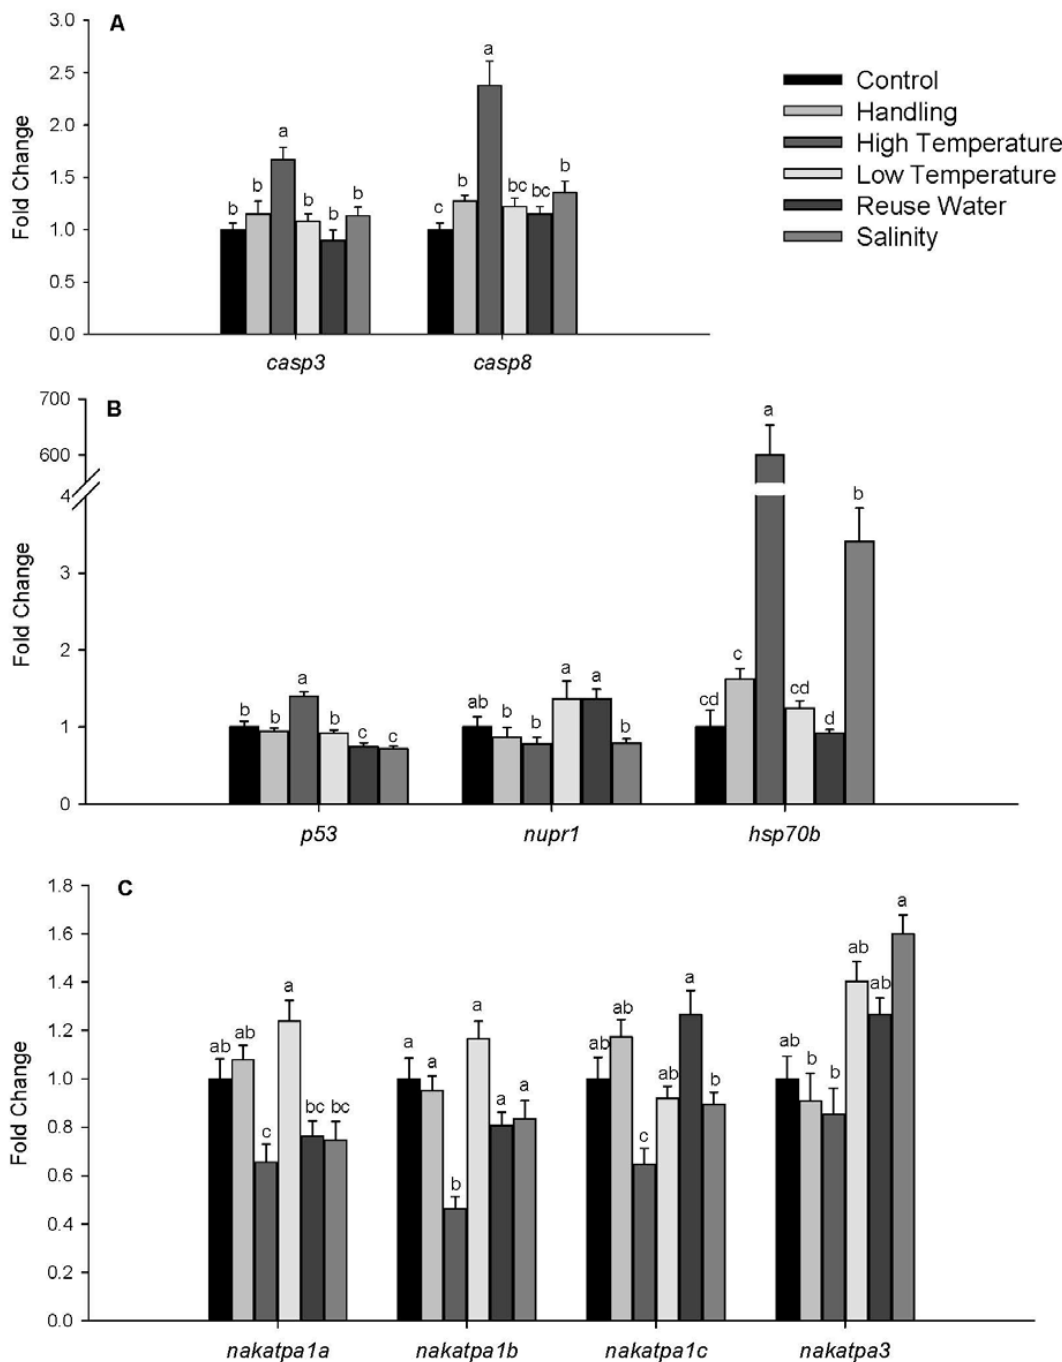 A
3.0
2.5
2.0
1.5
1.0
0.5
0.0
Fold Change
b b a b b b
c b a bc bc b
casp3 casp8
Control
Handling
High Temperature
Low Temperature
Reuse Water
Salinity
B
700
600
4
3
2
1
0
Fold Change
b b a b c c
ab b b a a b
cd c a cd d b
p53 nupr1 hsp70b
C
1.8
1.6
1.4
1.2
1.0
0.8
0.6
0.4
0.2
0.0
Fold Change
ab ab c a bc bc
a a b a a a
ab ab c ab a b
ab b b ab ab a
nakatpa1a nakatpa1b nakatpa1c nakatpa3